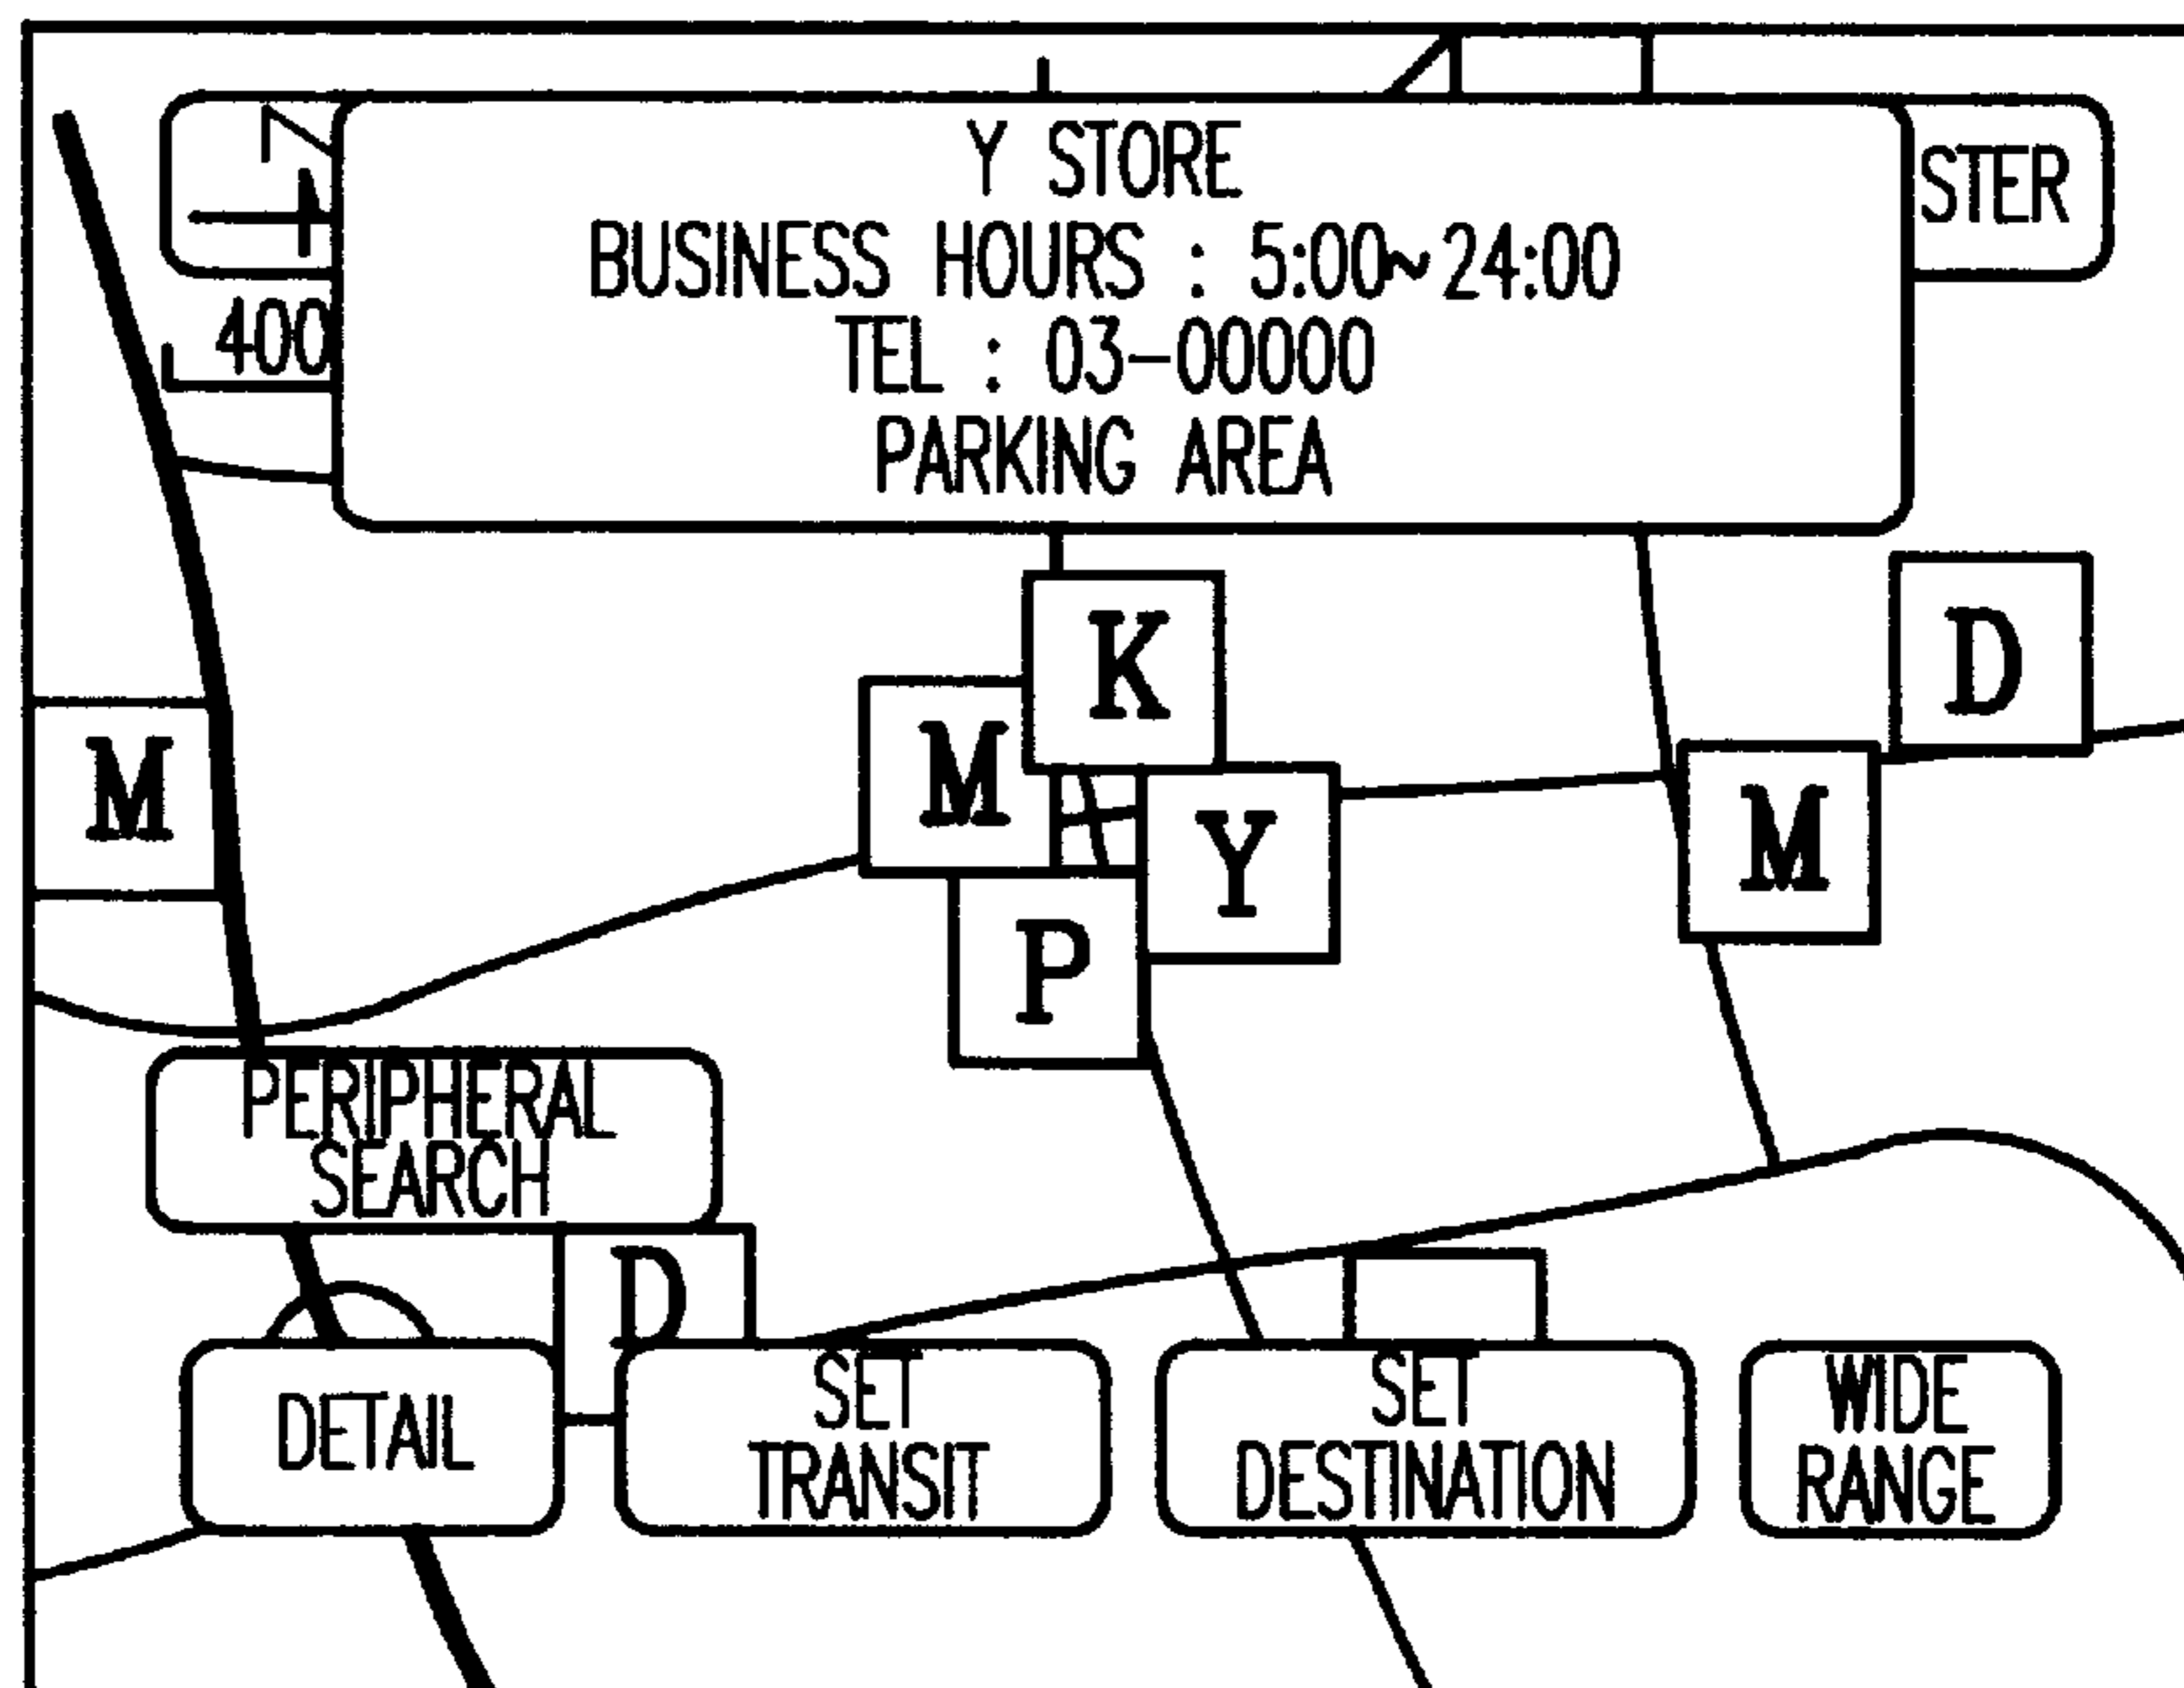 Y STORE
STER
BUSINESS HOURS : 5:00~24:00
400
TEL : 03-00000
PARKING AREA
K
D
M
M
Y
M
P
PERIPHERAL
SEARCH
D
DETAIL
SET
TRANSIT
SET
DESTINATION
WIDE
RANGE